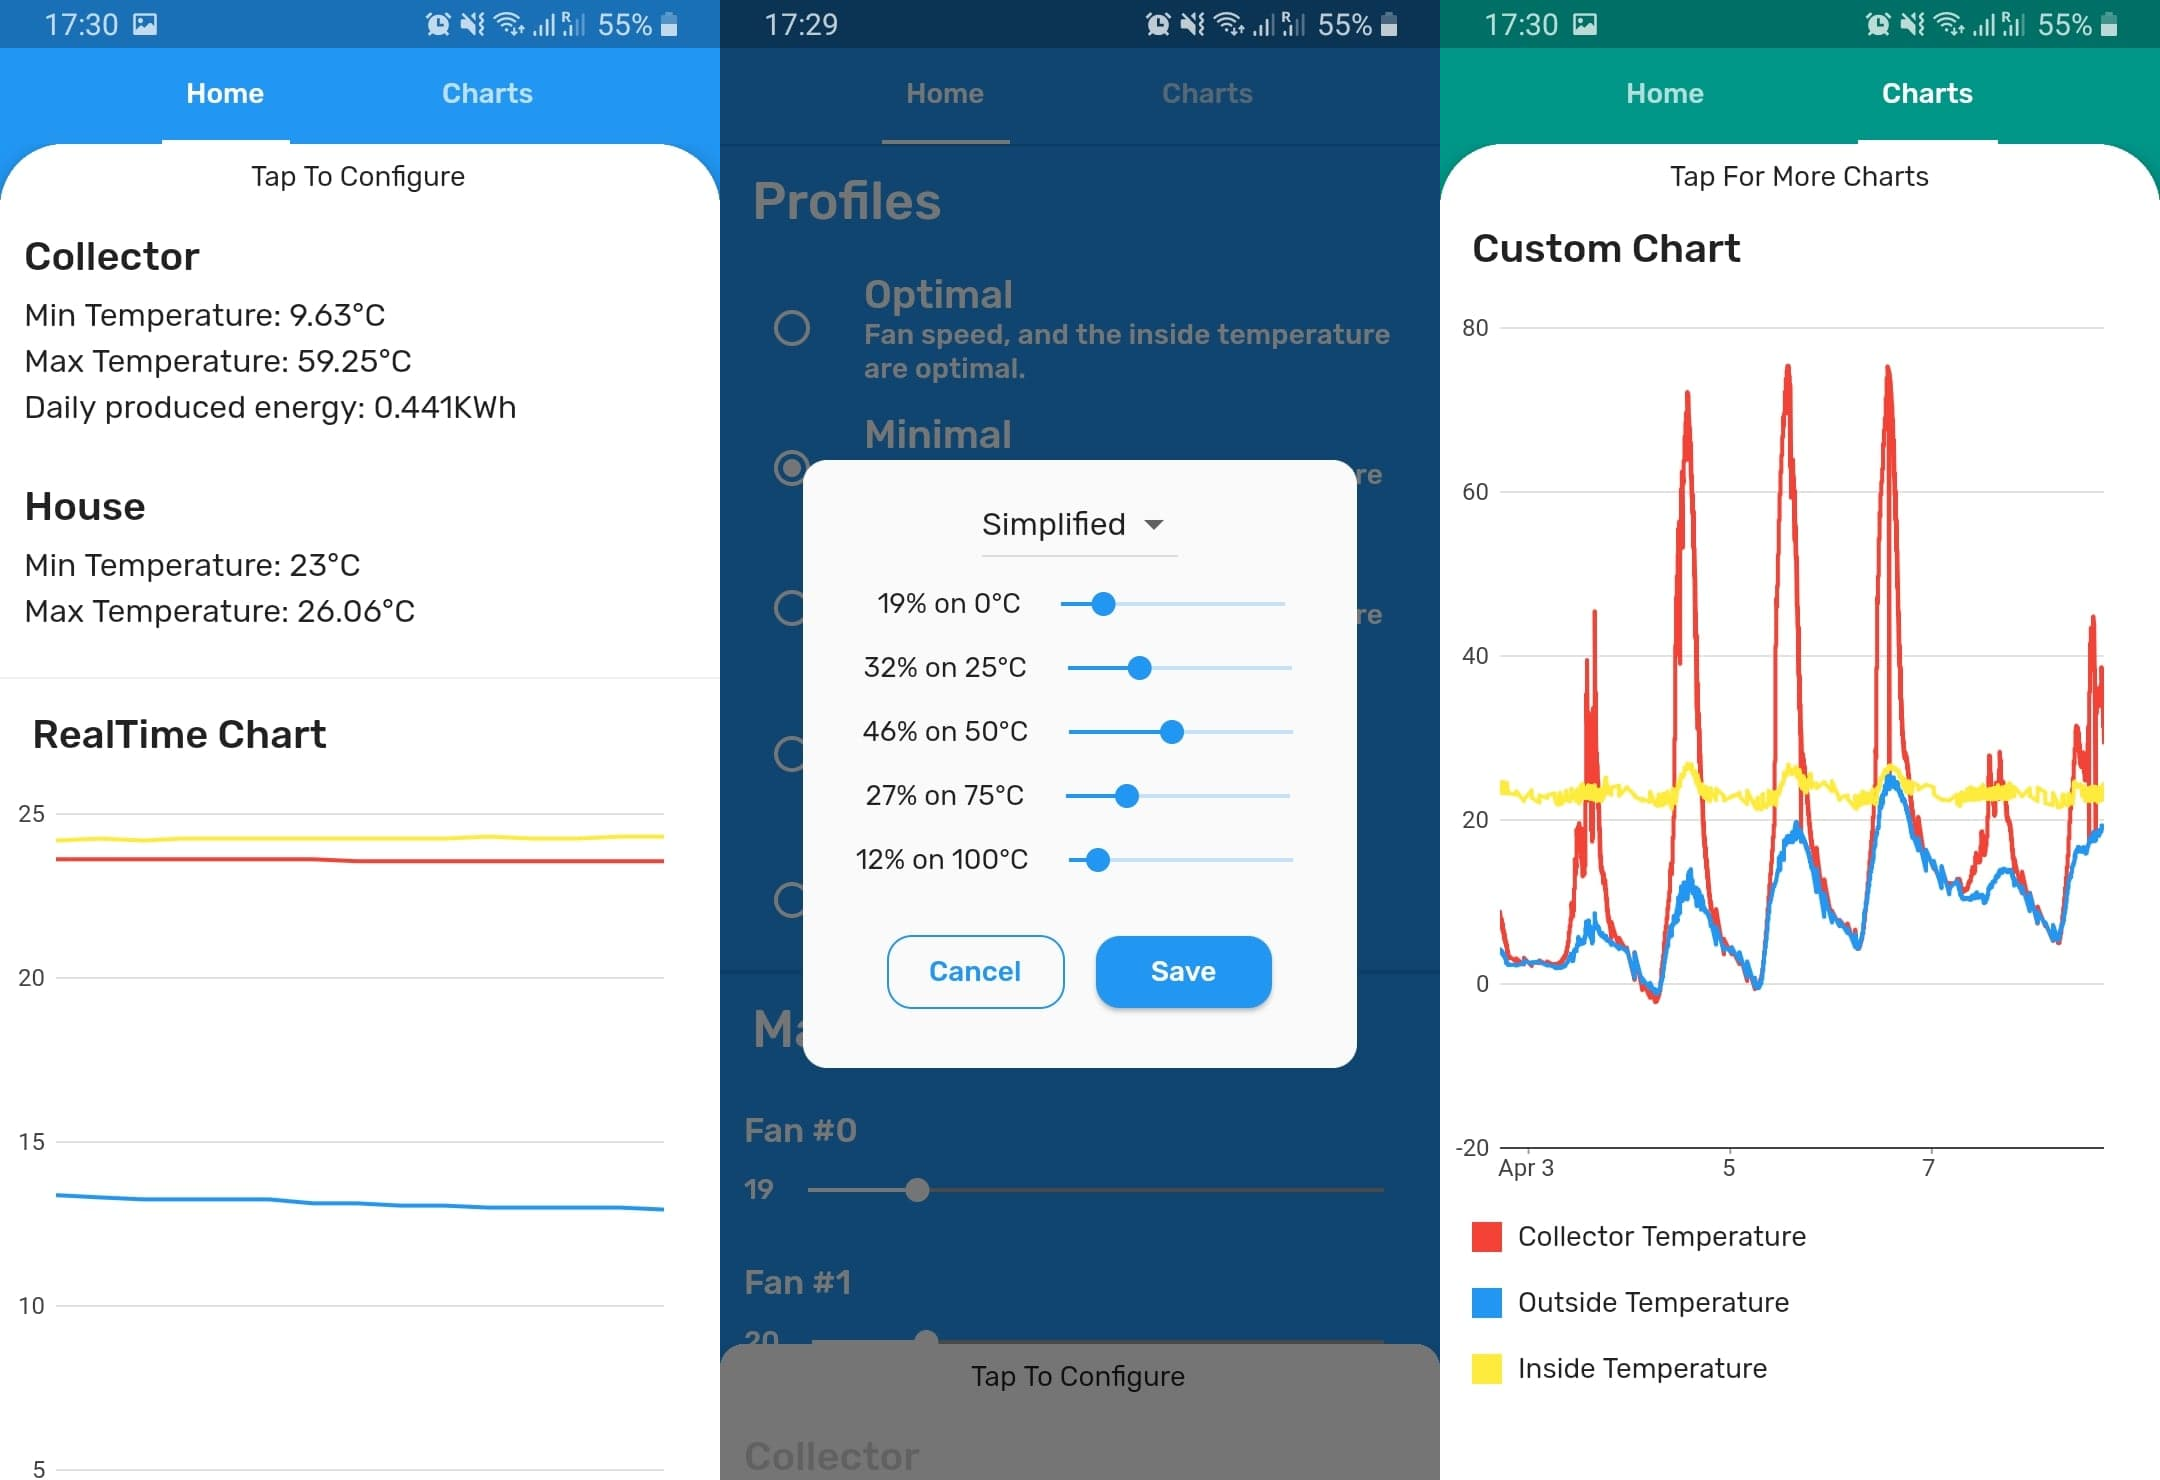 17:30
55%
Home
Charts
Tap To Configure
Collector
Min Temperature: 9.63°C
Max Temperature: 59.25°C
Daily produced energy: 0.441KWh
House
Min Temperature: 23°C
Max Temperature: 26.06°C
RealTime Chart
25
20
15
10
5
17:29
R
55%
Home
Charts
Profiles
Optimal
Fan speed, and the inside temperature
are optimal.
Minimal
re
re
Simplified
19% on 0°C
32% on 25°C
46% on 50°C
27% on 75°C
12% on 100°C
Cancel
Save
Ma
Fan #0
19
Fan #1
20
Tap To Configure
Collector
17:30
R
55%
Home
Charts
Tap For More Charts
Custom Chart
80
60
40
20
0
-20
Apr 3
5
7
Collector Temperature
Outside Temperature
Inside Temperature